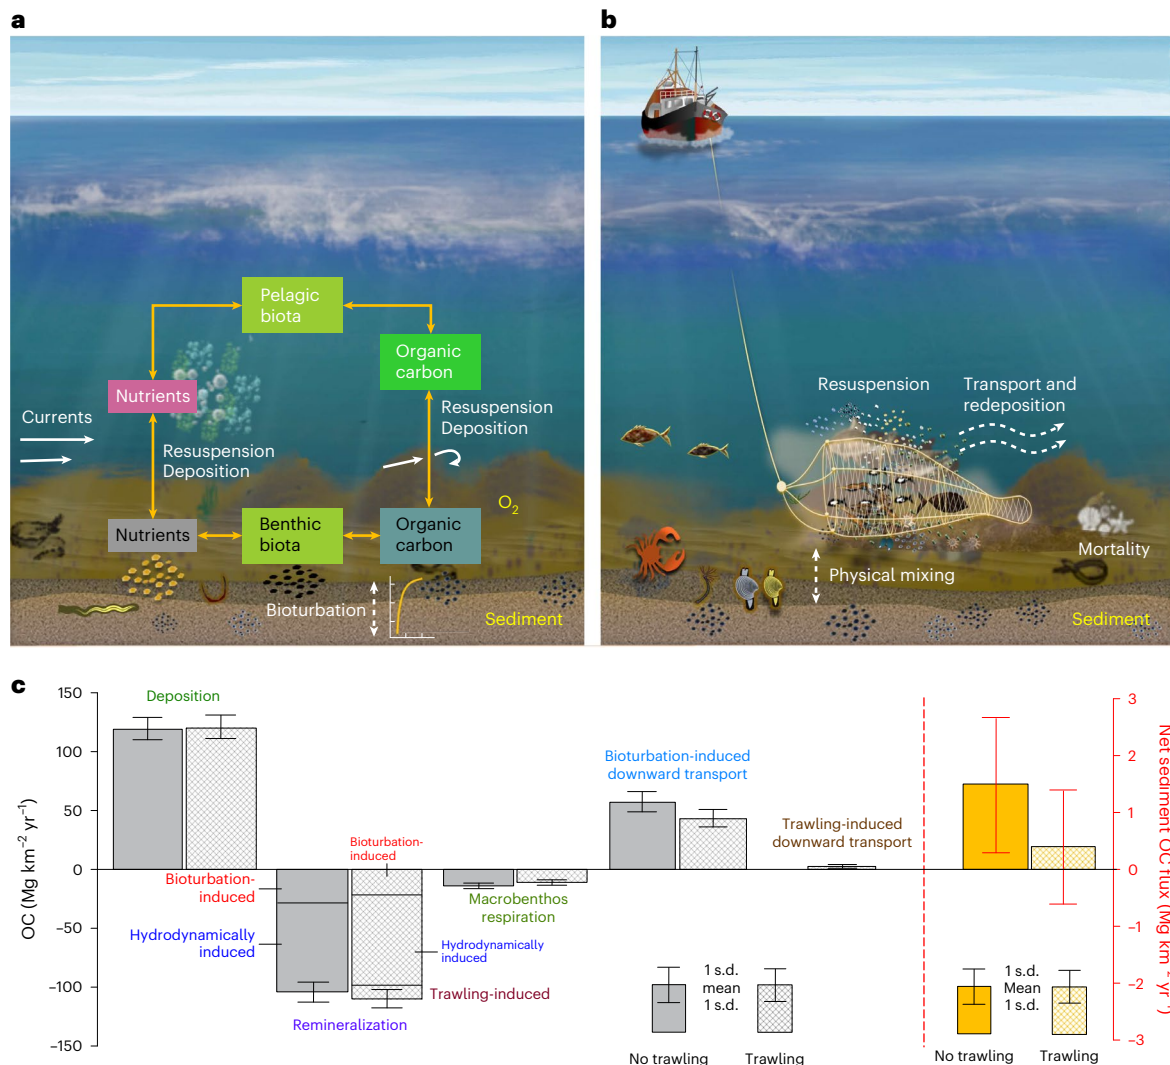 a
Pelagic
biota
Organic
carbon
Nutrients
Currents
Resuspension
Deposition
Resuspension
Deposition
O2
Nutrients
Benthic
biota
Organic
carbon
Bioturbation
Sediment
b
Resuspension
Transport and
redeposition
Mortality
Physical mixing
Sediment
c
OC (Mg km−2 yr−1)
150
100
50
0
−50
−100
−150
Deposition
Bioturbation-
induced
Hydrodynamically
induced
Remineralization
Bioturbation-
induced
Hydrodynamically
induced
Trawling-induced
Macrobenthos
respiration
Bioturbation-induced
downward transport
Trawling-induced
downward transport
1 s.d.
mean
1 s.d.
No trawling
Trawling
1 s.d.
Mean
1 s.d.
No trawling
Trawling
3
2
1
0
−1
−2
−3
Net sediment OC flux (Mg km−2 yr−1)